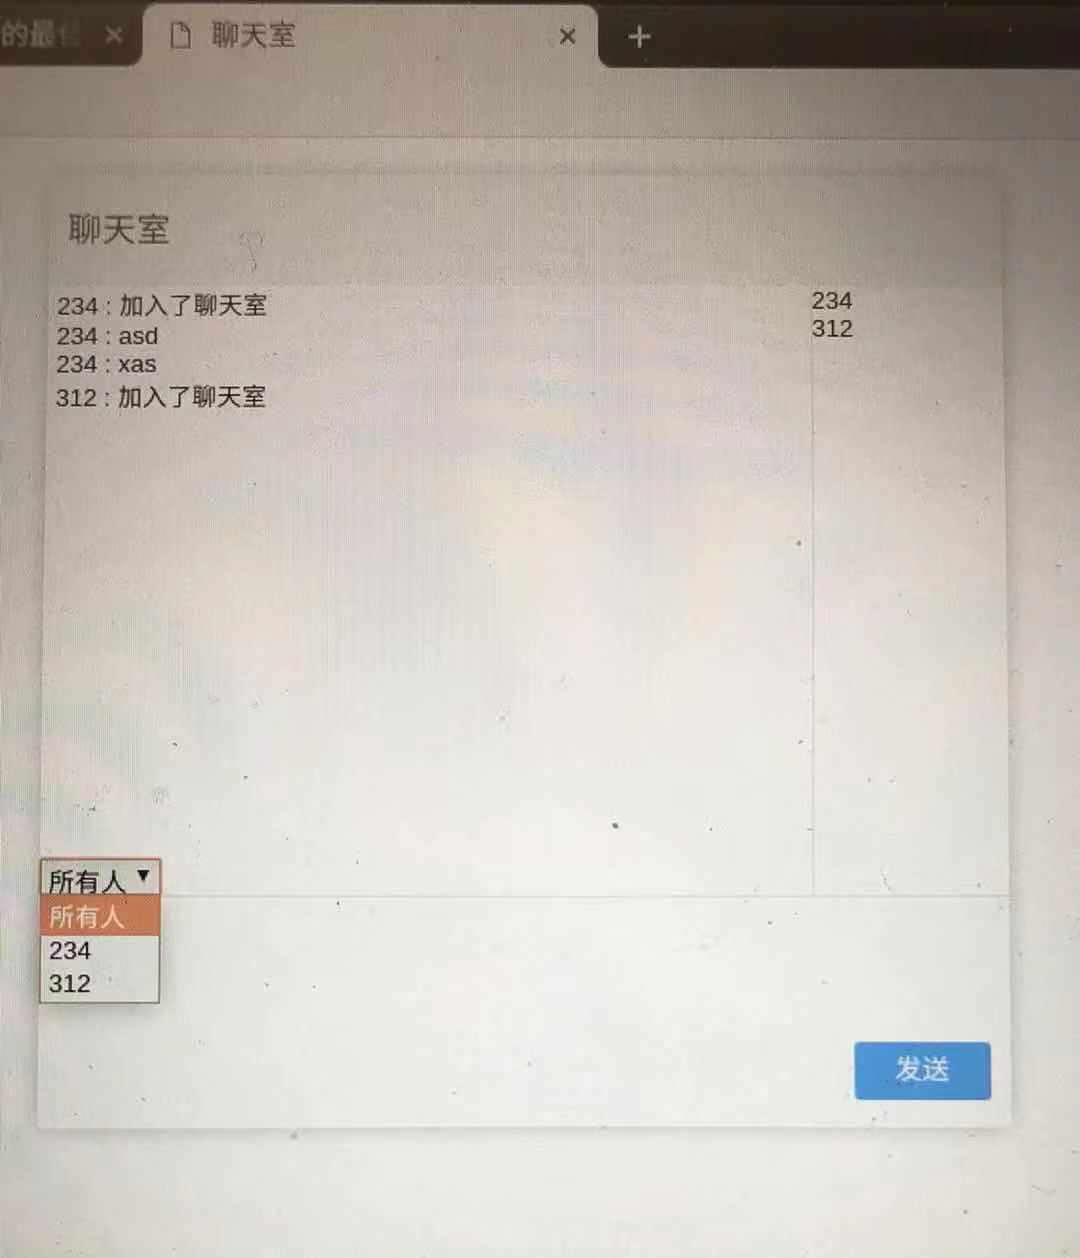 的最
聊天室
聊天室
234 : 加入了聊天室
234 : asd
234 : xas
312 : 加入了聊天室
234
312
所有人
所有人
234
312
发送